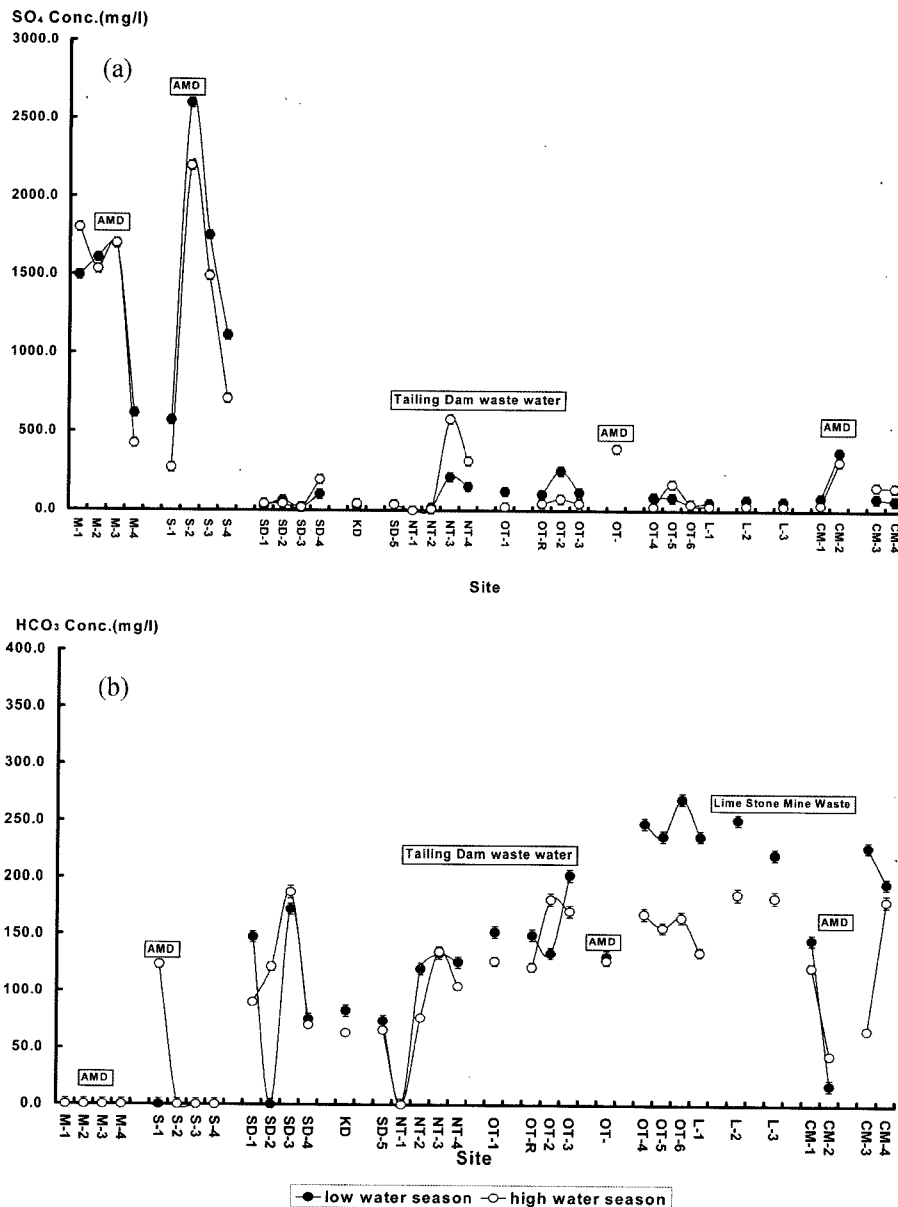 SO₄ Conc.(mg/l)
3000.0
(a)
AMD
2500.0
2000.0
AMD
1500.0
1000.0
Tailing Dam waste water
500.0
AMD
AMD
0.0
M-1 M-2 M-3 M-4 S-1 S-2 S-3 S-4 SD-1 SD-2 SD-3 SD-4 KD SD-5 NT-1 NT-2 NT-3 NT-4 OT-1 OT-R OT-2 OT-3 OT- OT-4 OT-5 OT-6 L-1 L-2 L-3 CM-1 CM-2 CM-3 CM-4
Site
HCO₃ Conc.(mg/l)
400.0
(b)
350.0
300.0
Lime Stone Mine Waste
250.0
Tailing Dam waste water
200.0
AMD
150.0
AMD
AMD
100.0
50.0
AMD
0.0
M-1 M-2 M-3 M-4 S-1 S-2 S-3 S-4 SD-1 SD-2 SD-3 SD-4 KD SD-5 NT-1 NT-2 NT-3 NT-4 OT-1 OT-R OT-2 OT-3 OT- OT-4 OT-5 OT-6 L-1 L-2 L-3 CM-1 CM-2 CM-3 CM-4
Site
low water season high water season